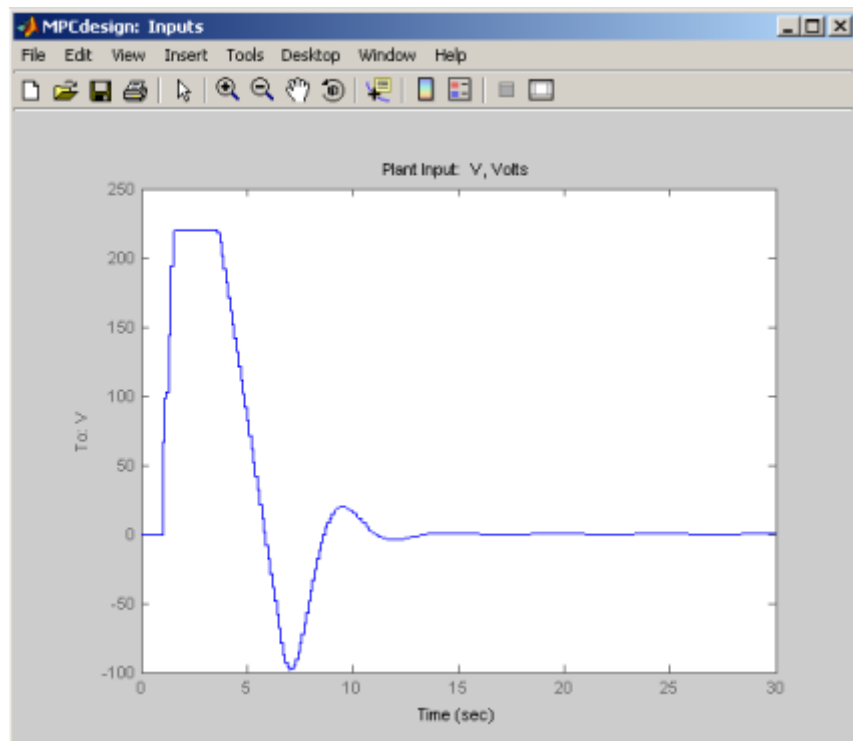 MPCdesign: Inputs
File Edit View Insert Tools Desktop Window Help
Plant Input: V, Volts
250
200
150
100
50
0
-50
-100
To: V
0 5 10 15 20 25 30
Time (sec)